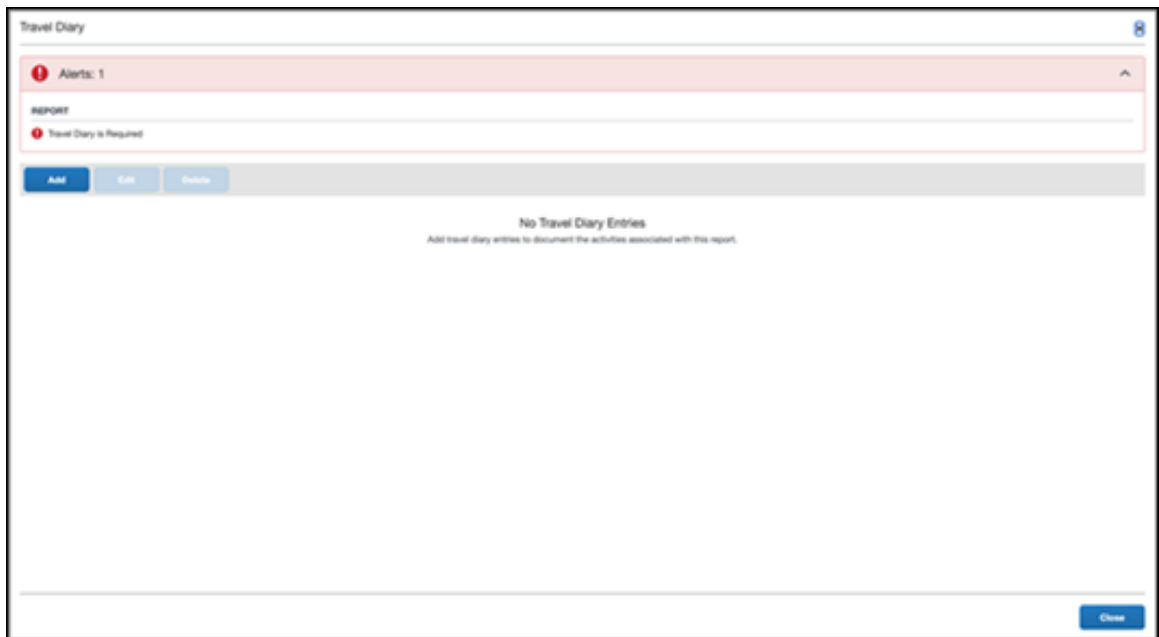 Travel Diary
Alerts: 1
REPORT
Travel Diary is Required
Add Edit Delete
No Travel Diary Entries
Add travel diary entries to document the activities associated with this report.
Close